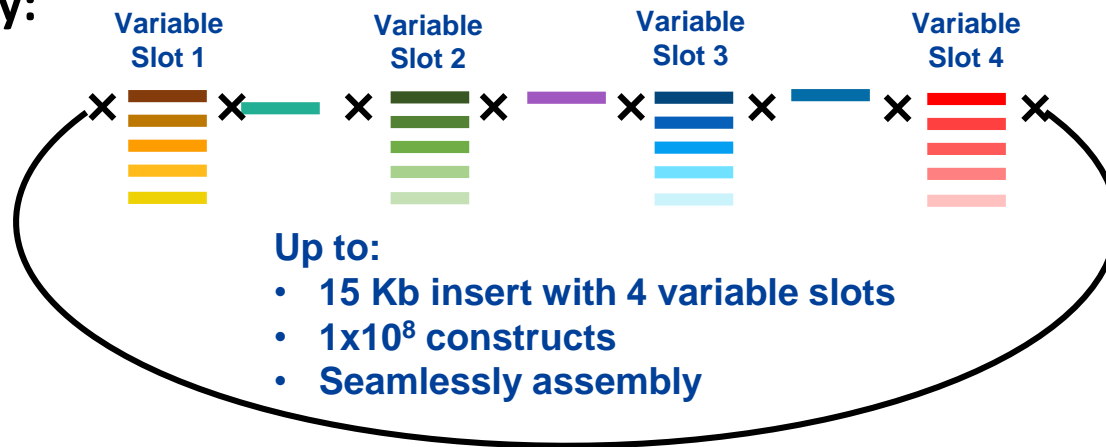 y:
Variable
Slot 1
Variable
Slot 2
Variable
Slot 3
Variable
Slot 4
Up to:
• 15 Kb insert with 4 variable slots
• 1x10⁸ constructs
• Seamlessly assembly